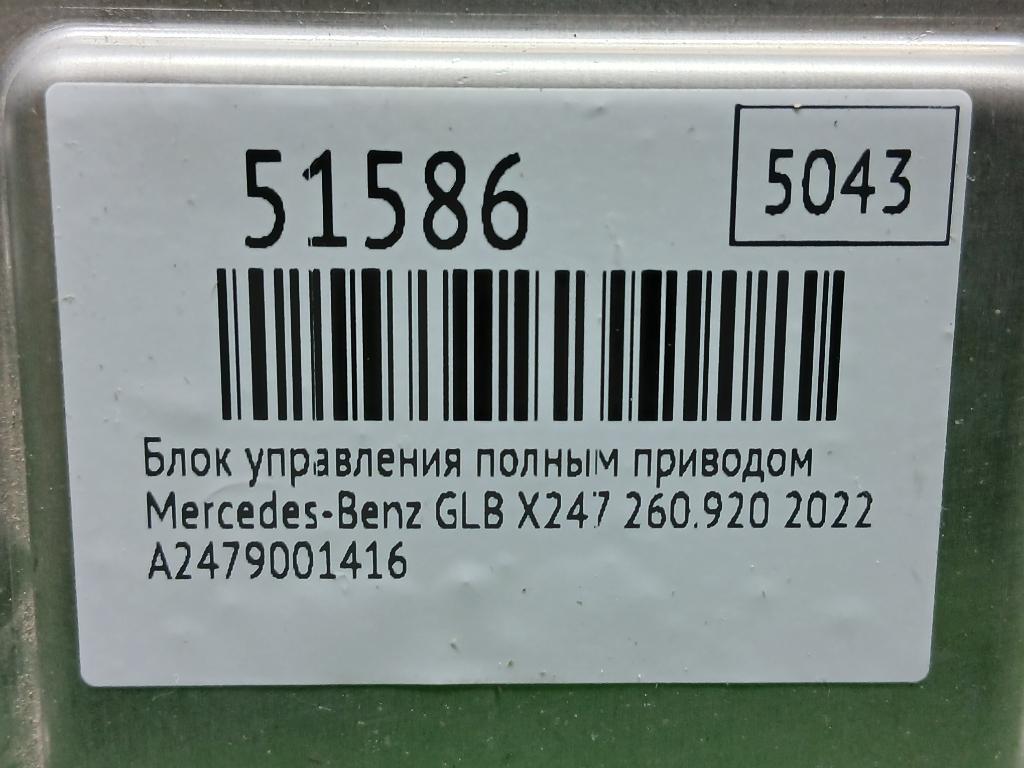 51586
5043
Блок управления полным приводом
Mercedes-Benz GLB X247 260.920 2022
A2479001416